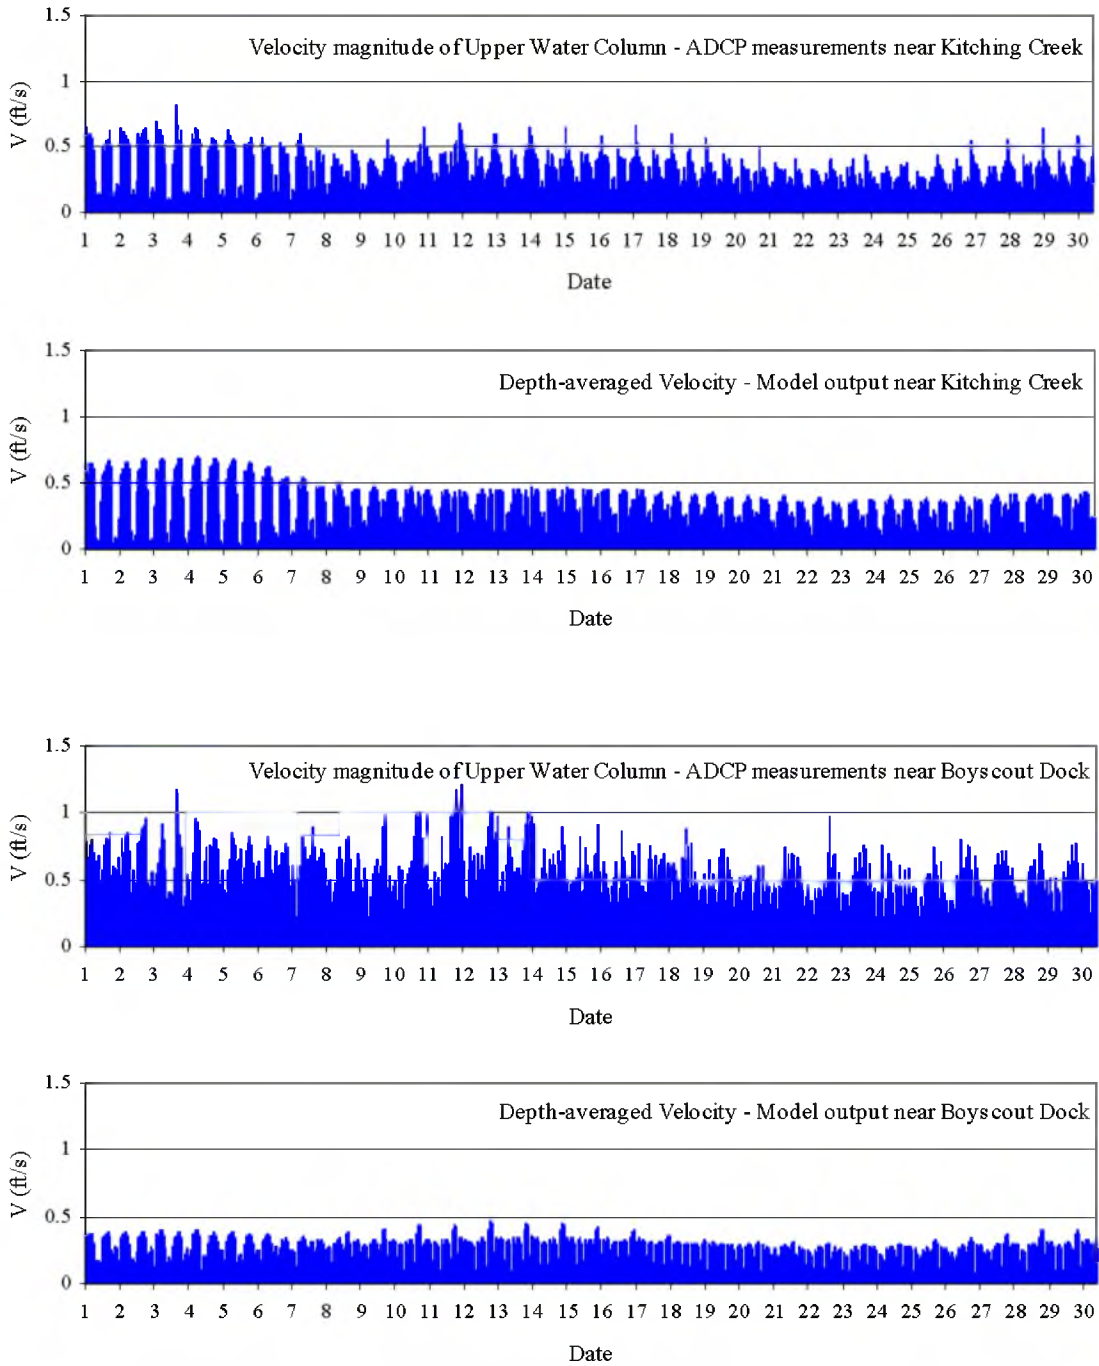 1.5
Velocity magnitude of Upper Water Column - ADCP measurements near Kitching Creek
1
V (ft/s)
0.5
0
1 2 3 4 5 6 7 8 9 10 11 12 13 14 15 16 17 18 19 20 21 22 23 24 25 26 27 28 29 30
Date
1.5
Depth-averaged Velocity - Model output near Kitching Creek
1
V (ft/s)
0.5
0
1 2 3 4 5 6 7 8 9 10 11 12 13 14 15 16 17 18 19 20 21 22 23 24 25 26 27 28 29 30
Date
1.5
Velocity magnitude of Upper Water Column - ADCP measurements near Boyscout Dock
1
V (ft/s)
0.5
0
1 2 3 4 5 6 7 8 9 10 11 12 13 14 15 16 17 18 19 20 21 22 23 24 25 26 27 28 29 30
Date
1.5
Depth-averaged Velocity - Model output near Boyscout Dock
1
V (ft/s)
0.5
0
1 2 3 4 5 6 7 8 9 10 11 12 13 14 15 16 17 18 19 20 21 22 23 24 25 26 27 28 29 30
Date